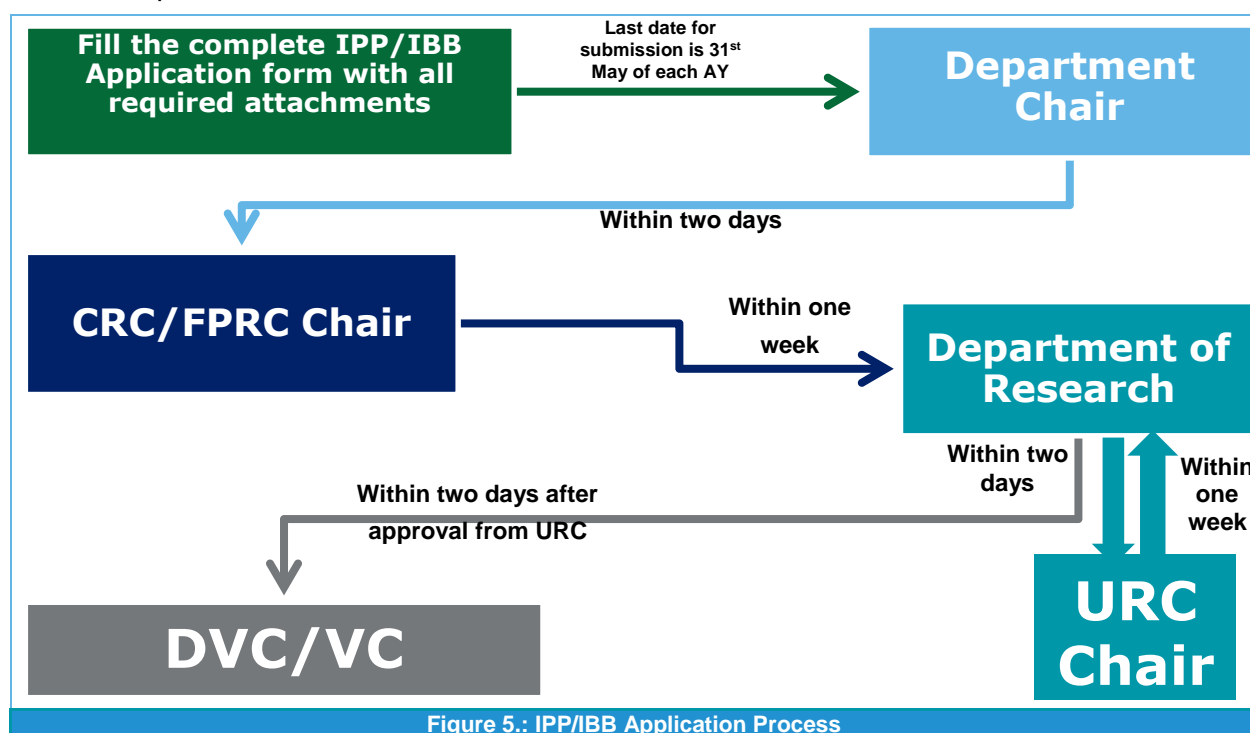 Fill the complete IPP/IBB
Application form with all
required attachments
Last date for
submission is 31st
May of each AY
Department
Chair
Within two days
CRC/FPRC Chair
Within one
week
Department of
Research
Within two
days
Within
one
week
Within two days after
approval from URC
DVC/VC
URC
Chair
Figure 5.: IPP/IBB Application Process